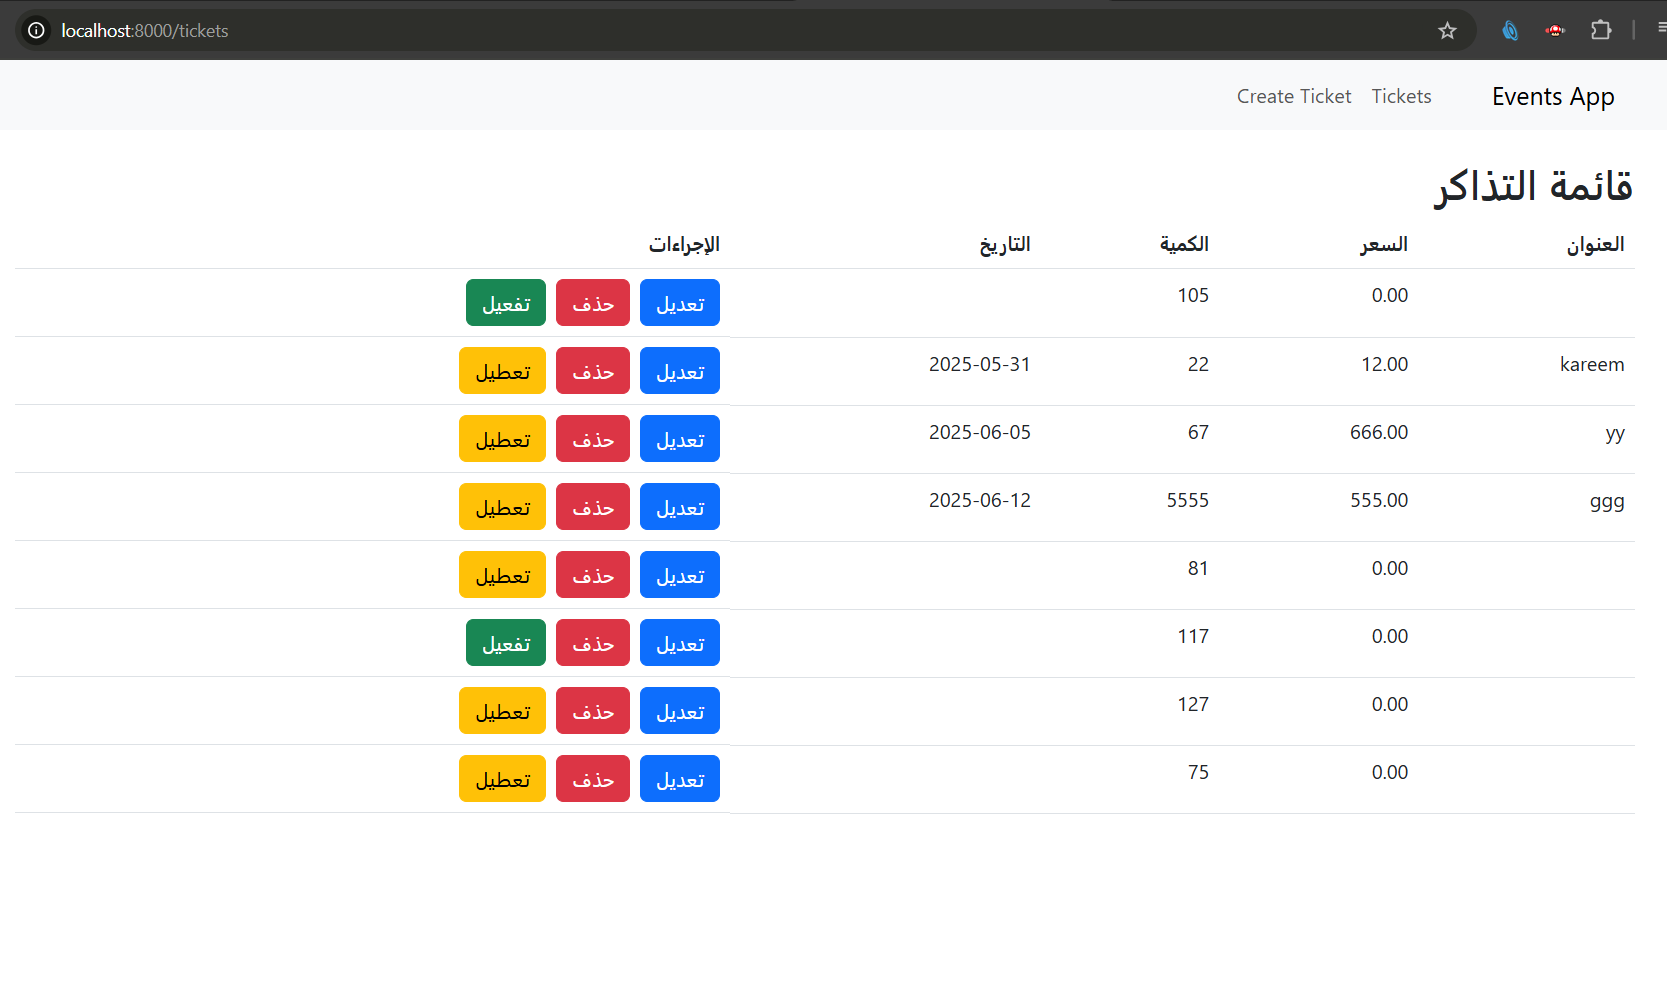 localhost:8000/tickets
Events App Tickets Create Ticket
قائمة التذاكر
العنوان السعر الكمية التاريخ الإجراءات
0.00 105 تعديل حذف تفعيل
kareem 12.00 22 2025-05-31 تعديل حذف تعطيل
yy 666.00 67 2025-06-05 تعديل حذف تعطيل
ggg 555.00 5555 2025-06-12 تعديل حذف تعطيل
0.00 81 تعديل حذف تعطيل
0.00 117 تعديل حذف تفعيل
0.00 127 تعديل حذف تعطيل
0.00 75 تعديل حذف تعطيل